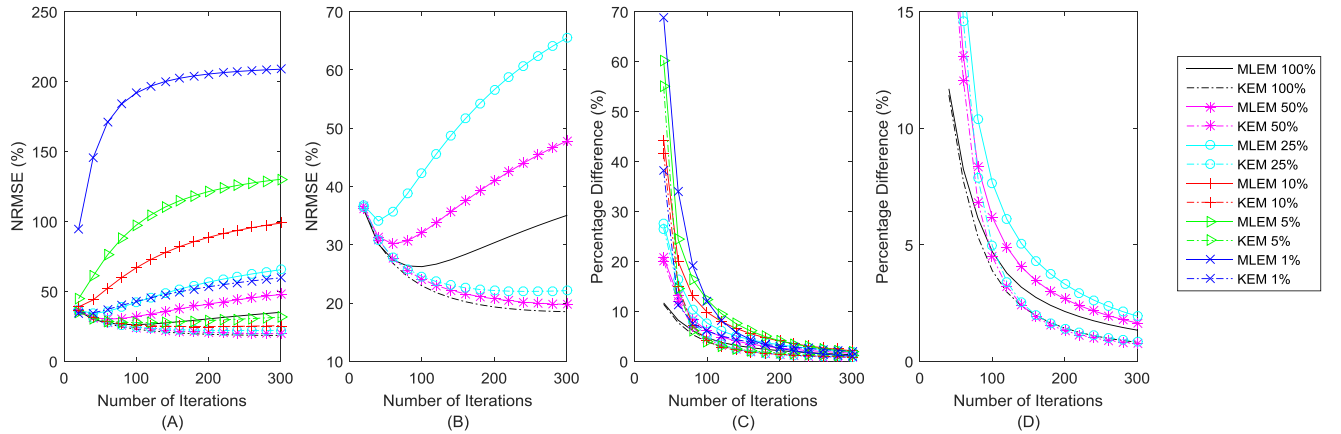 250
200
150
100
50
0
NRMSE (%)
0 100 200 300
Number of Iterations
(A)
70
60
50
40
30
20
10
NRMSE (%)
0 100 200 300
Number of Iterations
(B)
70
60
50
40
30
20
10
0
Percentage Difference (%)
0 100 200 300
Number of Iterations
(C)
15
10
5
0
Percentage Difference (%)
0 100 200 300
Number of Iterations
(D)
MLEM 100%
KEM 100%
MLEM 50%
KEM 50%
MLEM 25%
KEM 25%
MLEM 10%
KEM 10%
MLEM 5%
KEM 5%
MLEM 1%
KEM 1%